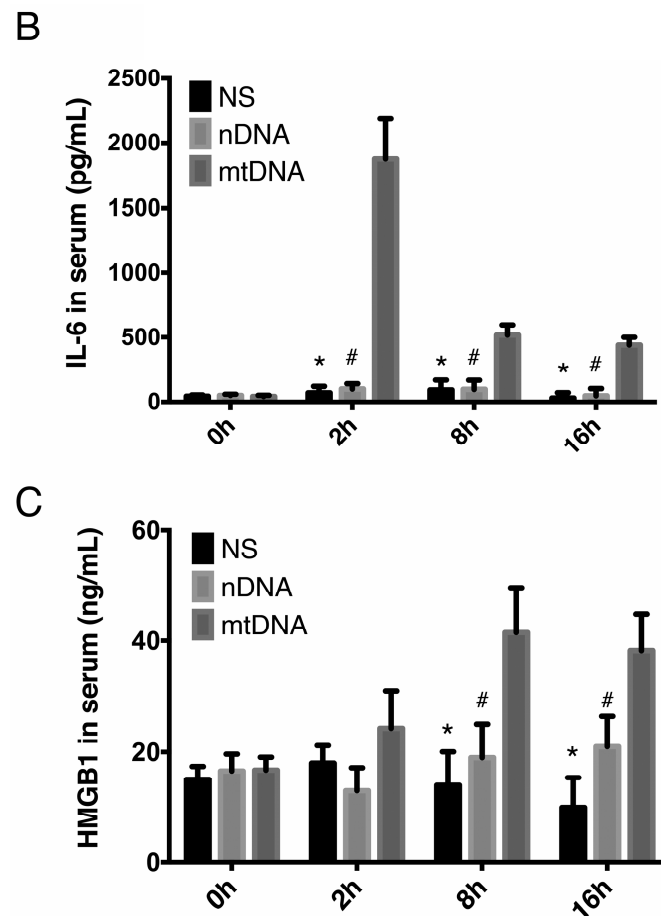 B
IL-6 in serum (pg/mL)
2500
2000
1500
1000
500
0
NS
nDNA
mtDNA
* # * # * #
0h 2h 8h 16h
C
HMGB1 in serum (ng/mL)
60
40
20
0
NS
nDNA
mtDNA
* # * #
0h 2h 8h 16h